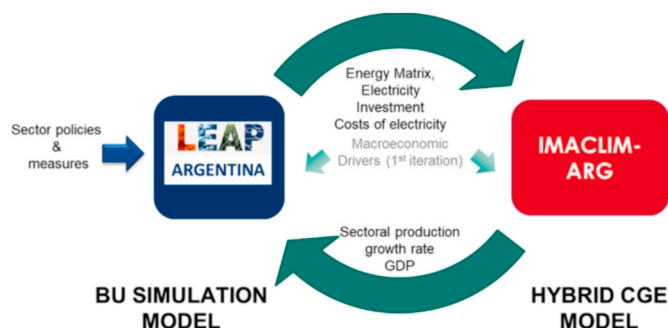 Sector policies
& measures
LEAP
ARGENTINA
Energy Matrix,
Electricity
Investment
Costs of electricity
Macroeconomic
Drivers (1st iteration)
IMACLIM-
ARG
Sectoral production
growth rate
GDP
BU SIMULATION
MODEL
HYBRID CGE
MODEL